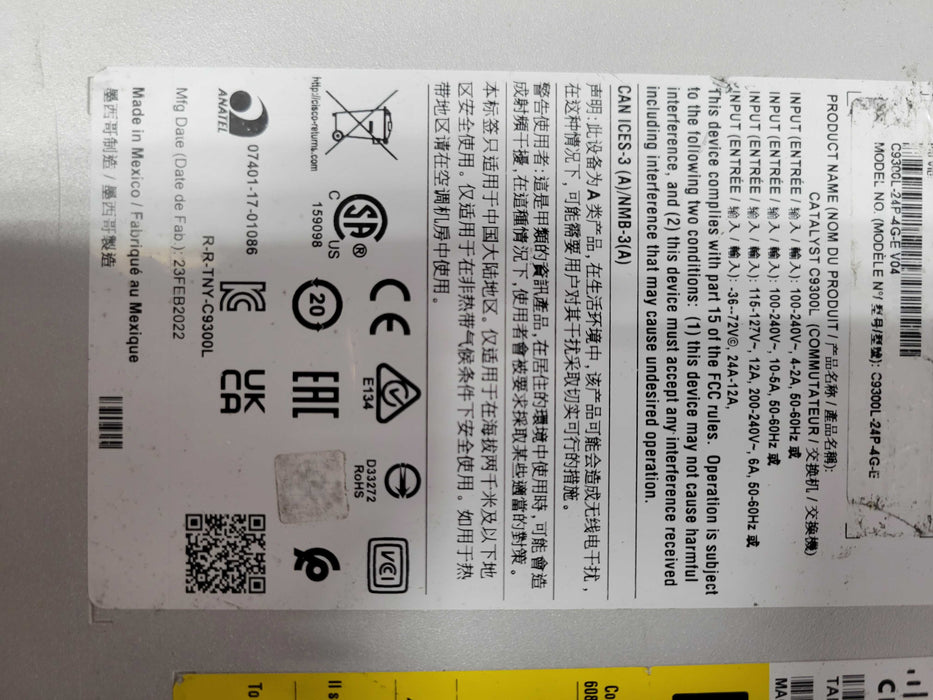 C9300L-24P-4G-E V04
MODEL NO. (MODÈLE Nº/ 型号/型號): C9300L-24P-4G-E
PRODUCT NAME (NOM DU PRODUIT / 产品名称 / 產品名稱):
CATALYST C9300L (COMMUTATEUR / 交换机 / 交換機)
INPUT (ENTRÉE / 输入 / 輸入): 100-240V~, 4-2A, 50-60Hz 或
INPUT (ENTRÉE / 输入 / 輸入): 100-240V~, 10-5A, 50-60Hz 或
INPUT (ENTRÉE / 输入 / 輸入): 115-127V~, 12A, 200-240V~, 6A, 50-60Hz 或
INPUT (ENTRÉE / 输入 / 輸入): -36--72V, 24A-12A,
This device complies with part 15 of the FCC rules. Operation is subject
to the following two conditions: (1) this device may not cause harmful
interference, and (2) this device must accept any interference received
including interference that may cause undesired operation.
CAN ICES-3 (A)/NMB-3(A)
声明: 此设备为 A 类产品, 在生活环境中, 该产品可能会造成无线电干扰,
在这种情况下, 可能需要用户对其干扰采取切实可行的措施。
警告使用者: 這是甲類的資訊產品, 在居住的環境中使用時, 可能會造
成射頻干擾, 在這種情況下, 使用者會被要求採取某些適當的對策。
本标签只适用于中国大陆地区。仅适用于在海拔两千米及以下地
区安全使用。仅适用于在非热带气候条件下安全使用。如用于热
带地区请在空调机房中使用。
http://cisco-returns.com
C US
159098
20
E134
D33272
RoHS
VCI
EAC
UK
CA
ANATEL
07401-17-01086
R-R-TNY-C9300L
Mfg Date (Date de Fab ): 23FEB2022
Made in Mexico / Fabriqué au Mexique
墨西哥制造 / 墨西哥製造
Co
608
Il s
To
TAI
MA